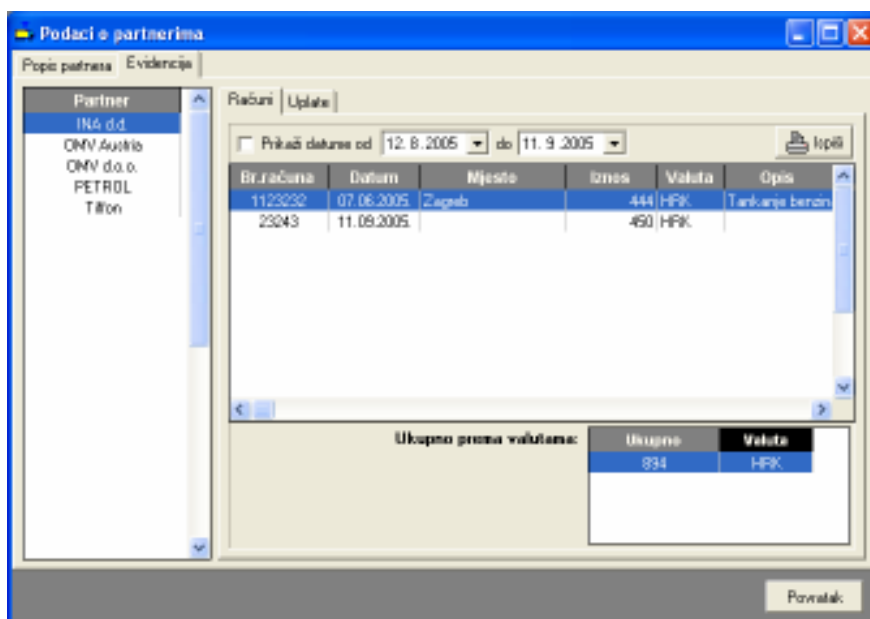 Podaci o partnerima
Popis partnera Evidencija
Partner
INA d.d.
OMV Austria
OMV d.o.o.
PETROL
Tifon
Računi Uplate
Prikaži datume od 12. 8.2005 do 11. 9.2005 Ispiši
Br.računa Datum Mjesto Iznos Valuta Opis
1123232 07.06.2005. Zagreb 444 HRK Tankanje benzin
23243 11.09.2005. 450 HRK
Ukupno prema valutama: Ukupno Valuta
894 HRK
Povratak